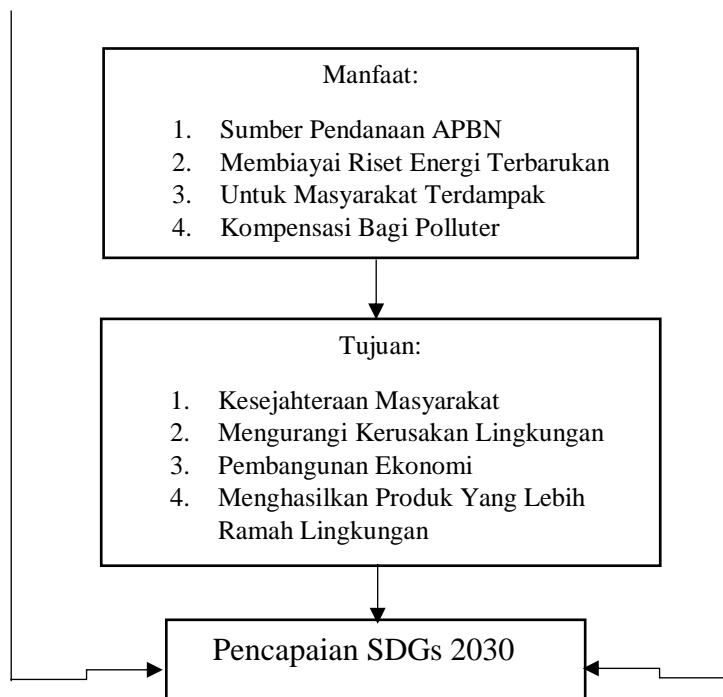 Manfaat:
1. Sumber Pendanaan APBN
2. Membiayai Riset Energi Terbarukan
3. Untuk Masyarakat Terdampak
4. Kompensasi Bagi Polluter
Tujuan:
1. Kesejahteraan Masyarakat
2. Mengurangi Kerusakan Lingkungan
3. Pembangunan Ekonomi
4. Menghasilkan Produk Yang Lebih
Ramah Lingkungan
Pencapaian SDGs 2030